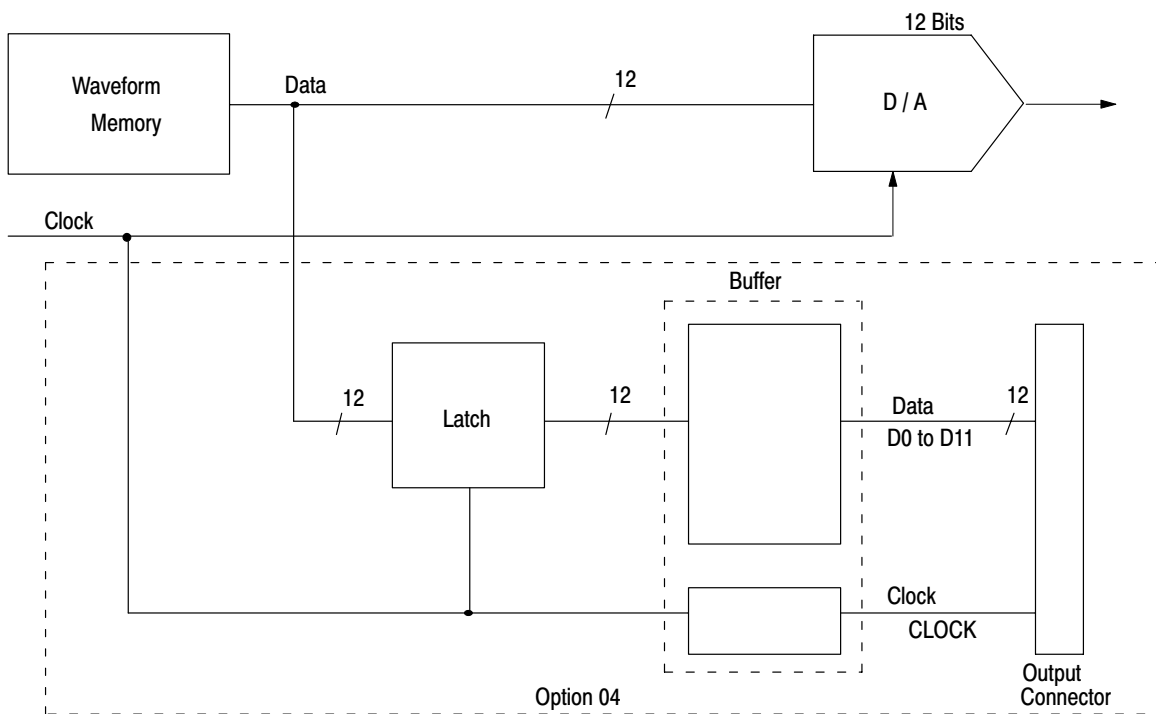 12 Bits
Waveform
Memory
Data
12
D / A
Clock
Buffer
12
Latch
12
Data
D0 to D11
12
Clock
CLOCK
Output
Connector
Option 04